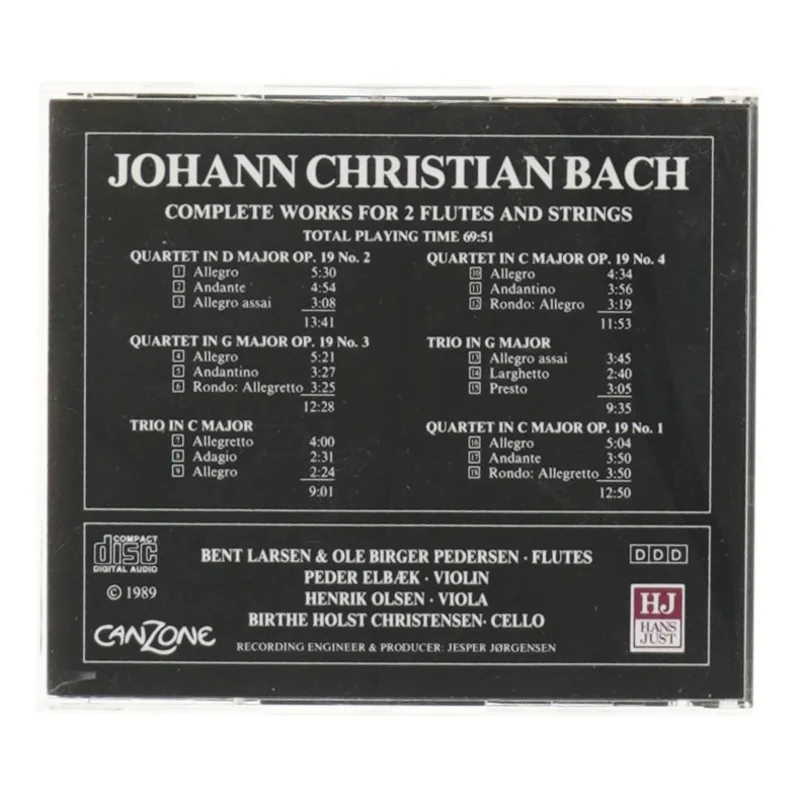 JOHANN CHRISTIAN BACH
COMPLETE WORKS FOR 2 FLUTES AND STRINGS
TOTAL PLAYING TIME 69:51
QUARTET IN D MAJOR OP. 19 No. 2
1 Allegro 5:30
2 Andante 4:54
3 Allegro assai 3:08
13:41
QUARTET IN G MAJOR OP. 19 No. 3
4 Allegro 5:21
5 Andantino 3:27
6 Rondo: Allegretto 3:25
12:28
TRIO IN C MAJOR
7 Allegretto 4:00
8 Adagio 2:31
9 Allegro 2:24
9:01
QUARTET IN C MAJOR OP. 19 No. 4
10 Allegro 4:34
11 Andantino 3:56
12 Rondo: Allegro 3:19
11:53
TRIO IN G MAJOR
13 Allegro assai 3:45
14 Larghetto 2:40
15 Presto 3:05
9:35
QUARTET IN C MAJOR OP. 19 No. 1
16 Allegro 5:04
17 Andante 3:50
18 Rondo: Allegretto 3:50
12:50
COMPACT
disc
DIGITAL AUDIO
© 1989
CANZONE
BENT LARSEN & OLE BIRGER PEDERSEN · FLUTES
PEDER ELBÆK · VIOLIN
HENRIK OLSEN · VIOLA
BIRTHE HOLST CHRISTENSEN · CELLO
RECORDING ENGINEER & PRODUCER: JESPER JØRGENSEN
DDD
HJ
HANS
JUST